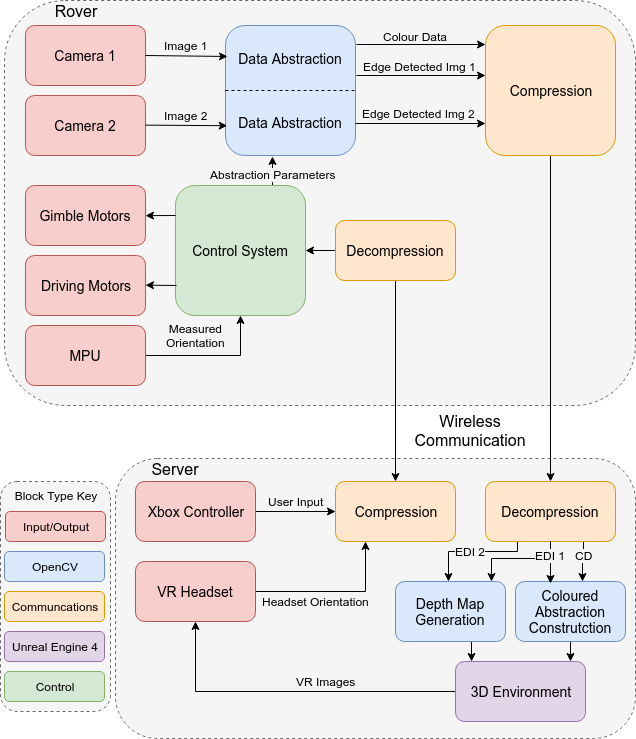 Rover
Camera 1
Image 1
Data Abstraction
Colour Data
Edge Detected Img 1
Compression
Camera 2
Image 2
Data Abstraction
Edge Detected Img 2
Abstraction Parameters
Gimble Motors
Control System
Decompression
Driving Motors
MPU
Measured
Orientation
Wireless
Communication
Server
Xbox Controller
User Input
Compression
Decompression
EDI 2
EDI 1
CD
VR Headset
Headset Orientation
Depth Map
Generation
Coloured
Abstraction
Construtction
VR Images
3D Environment
Block Type Key
Input/Output
OpenCV
Communcations
Unreal Engine 4
Control